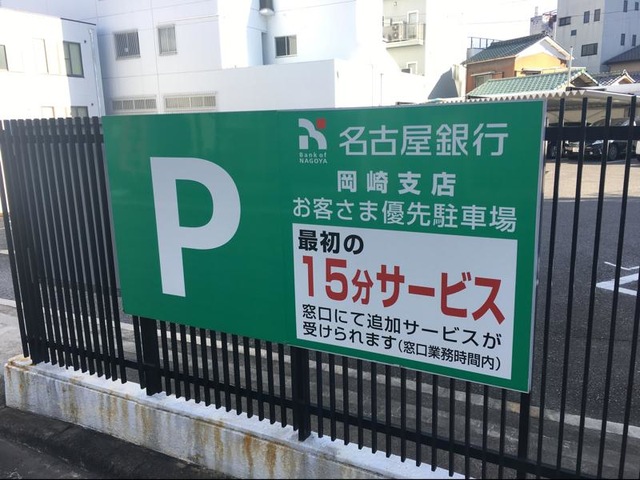 P
Bank of
NAGOYA
名古屋銀行
岡崎支店
お客さま優先駐車場
最初の
15分サービス
窓口にて追加サービスが
受けられます(窓口業務時間内)